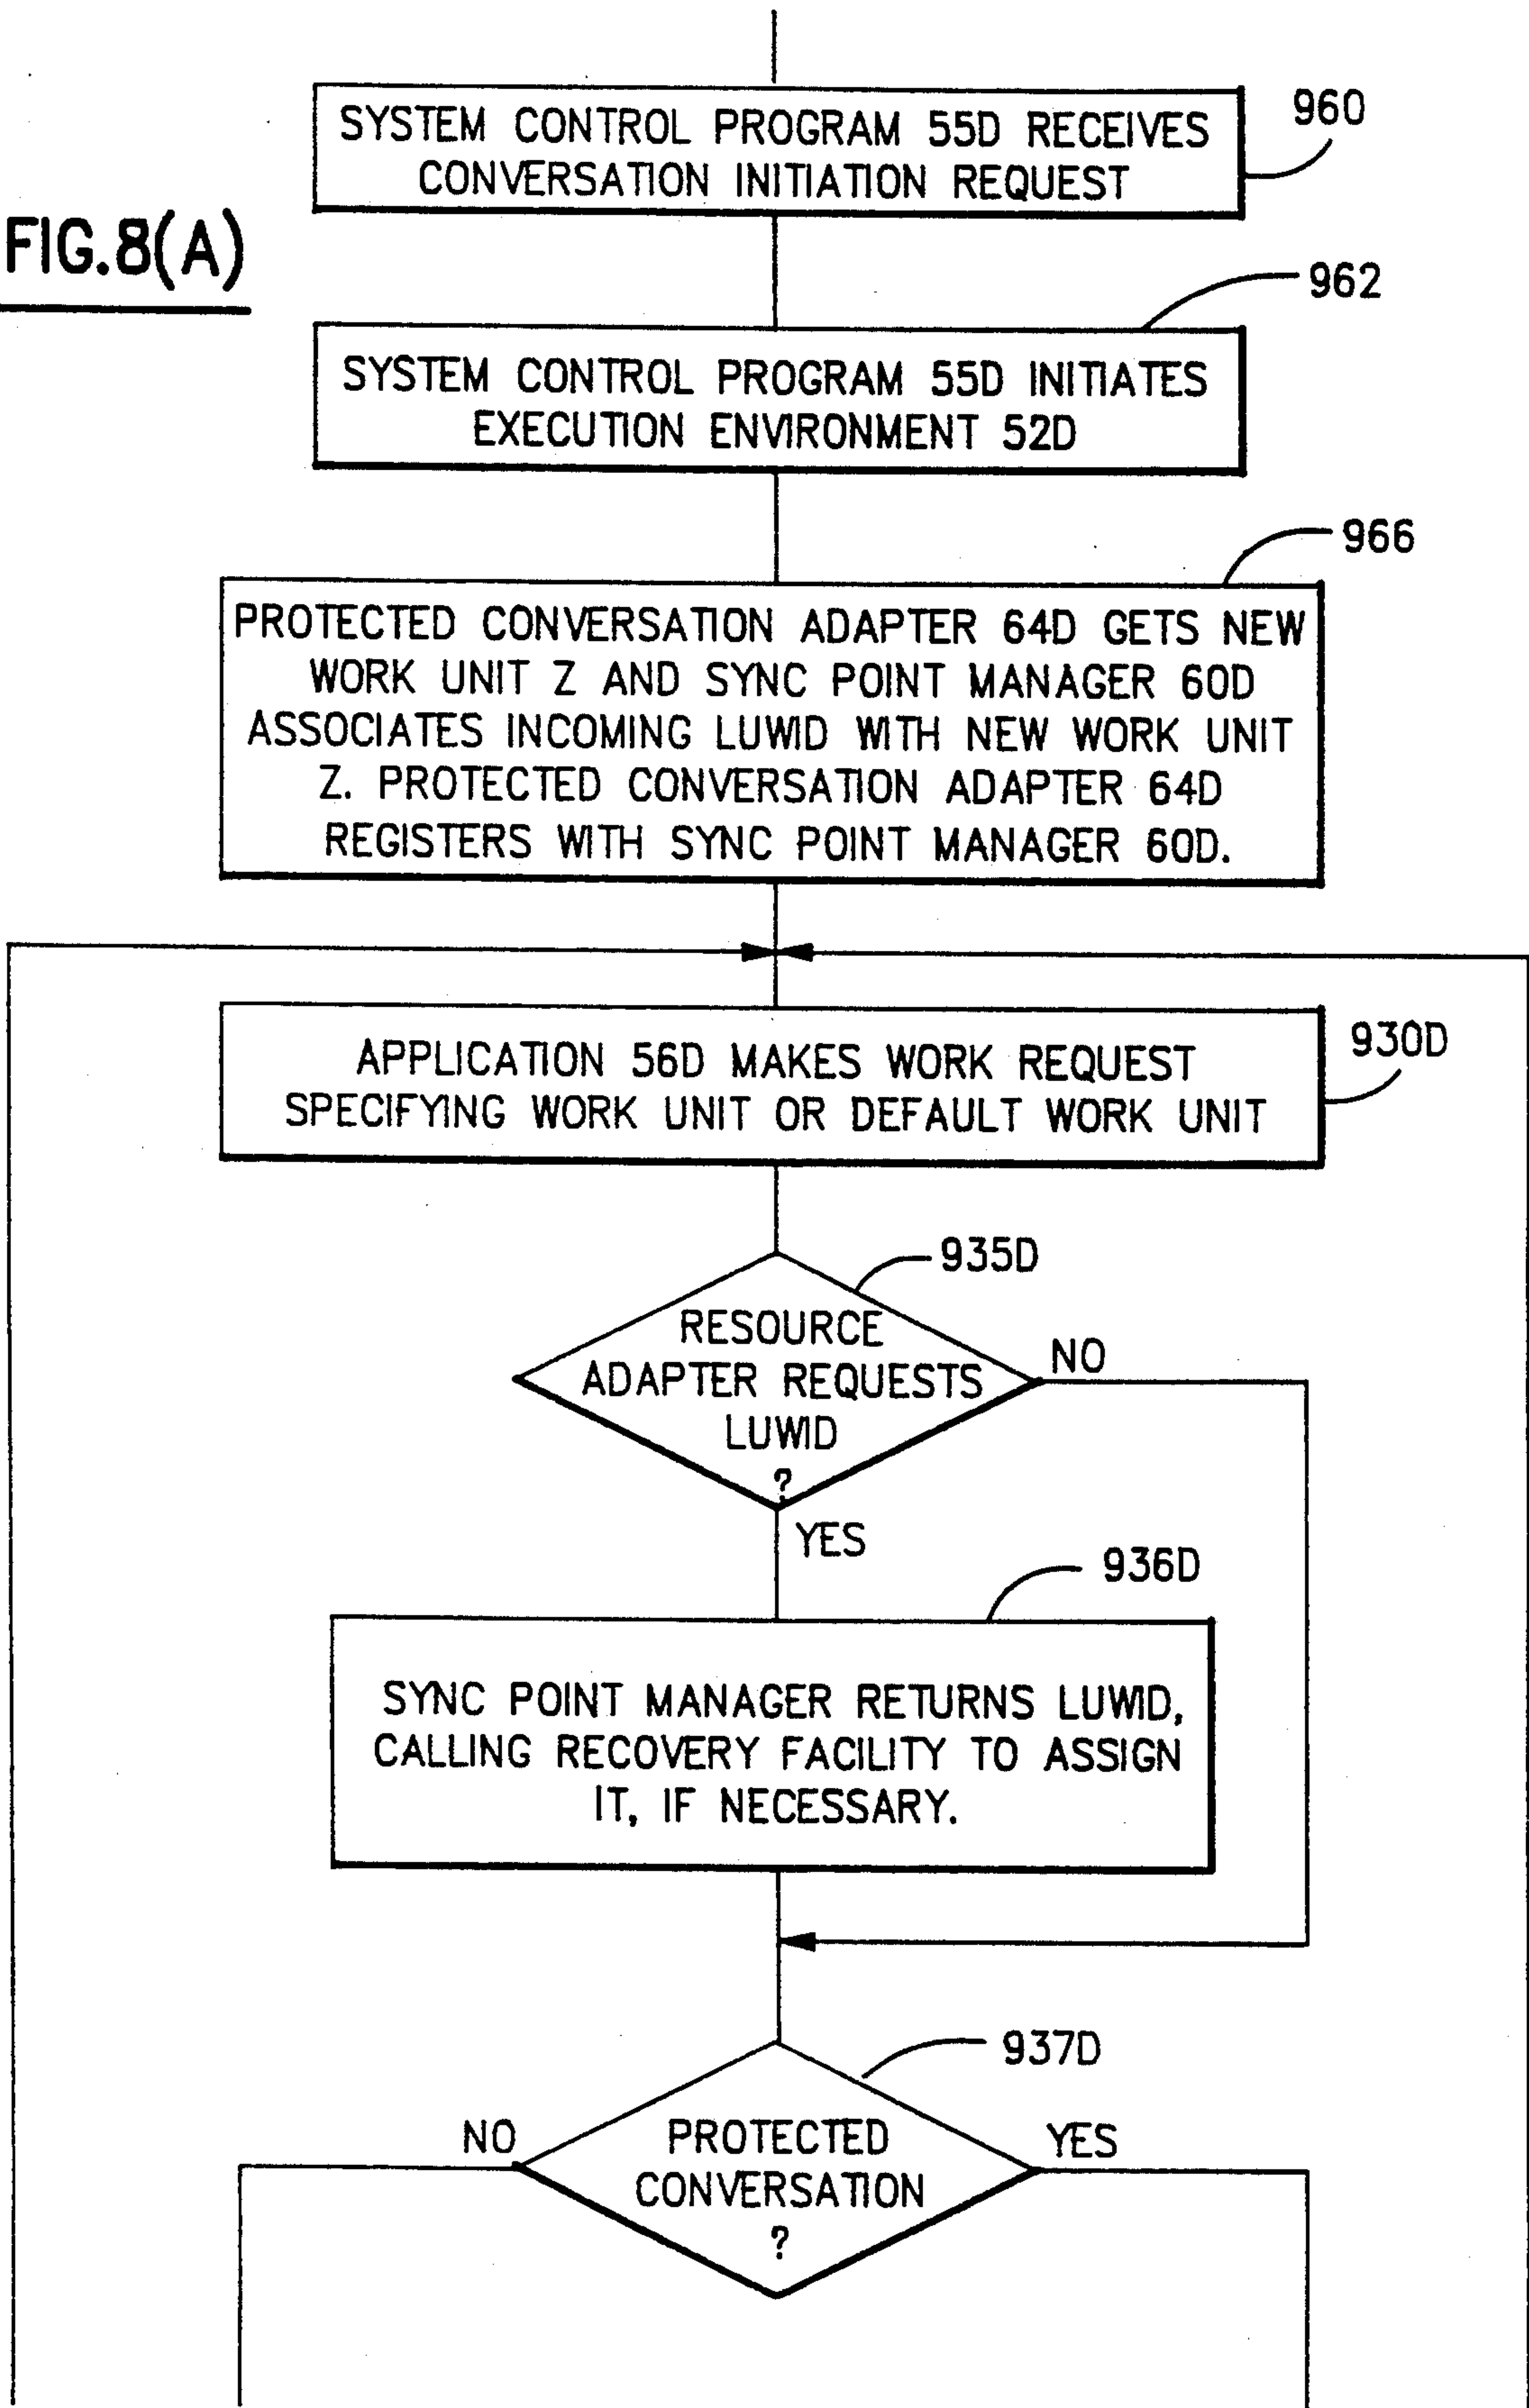 SYSTEM CONTROL PROGRAM 55D RECEIVES
CONVERSATION INITIATION REQUEST
960
FIG.8(A)
962
SYSTEM CONTROL PROGRAM 55D INITIATES
EXECUTION ENVIRONMENT 52D
966
PROTECTED CONVERSATION ADAPTER 64D GETS NEW
WORK UNIT Z AND SYNC POINT MANAGER 60D
ASSOCIATES INCOMING LUWID WITH NEW WORK UNIT
Z. PROTECTED CONVERSATION ADAPTER 64D
REGISTERS WITH SYNC POINT MANAGER 60D.
930D
APPLICATION 56D MAKES WORK REQUEST
SPECIFYING WORK UNIT OR DEFAULT WORK UNIT
935D
RESOURCE
ADAPTER REQUESTS
LUWID
?
NO
YES
936D
SYNC POINT MANAGER RETURNS LUWID,
CALLING RECOVERY FACILITY TO ASSIGN
IT, IF NECESSARY.
937D
NO
PROTECTED
CONVERSATION
?
YES